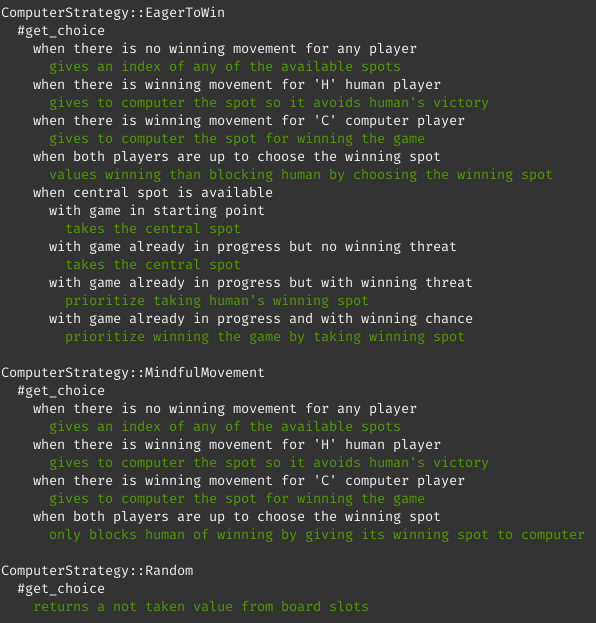 ComputerStrategy::EagerToWin
  #get_choice
    when there is no winning movement for any player
      gives an index of any of the available spots
    when there is winning movement for 'H' human player
      gives to computer the spot so it avoids human's victory
    when there is winning movement for 'C' computer player
      gives to computer the spot for winning the game
    when both players are up to choose the winning spot
      values winning than blocking human by choosing the winning spot
    when central spot is available
      with game in starting point
        takes the central spot
      with game already in progress but no winning threat
        takes the central spot
      with game already in progress but with winning threat
        prioritize taking human's winning spot
      with game already in progress and with winning chance
        prioritize winning the game by taking winning spot

ComputerStrategy::MindfulMovement
  #get_choice
    when there is no winning movement for any player
      gives an index of any of the available spots
    when there is winning movement for 'H' human player
      gives to computer the spot so it avoids human's victory
    when there is winning movement for 'C' computer player
      gives to computer the spot for winning the game
    when both players are up to choose the winning spot
      only blocks human of winning by giving its winning spot to computer

ComputerStrategy::Random
  #get_choice
    returns a not taken value from board slots